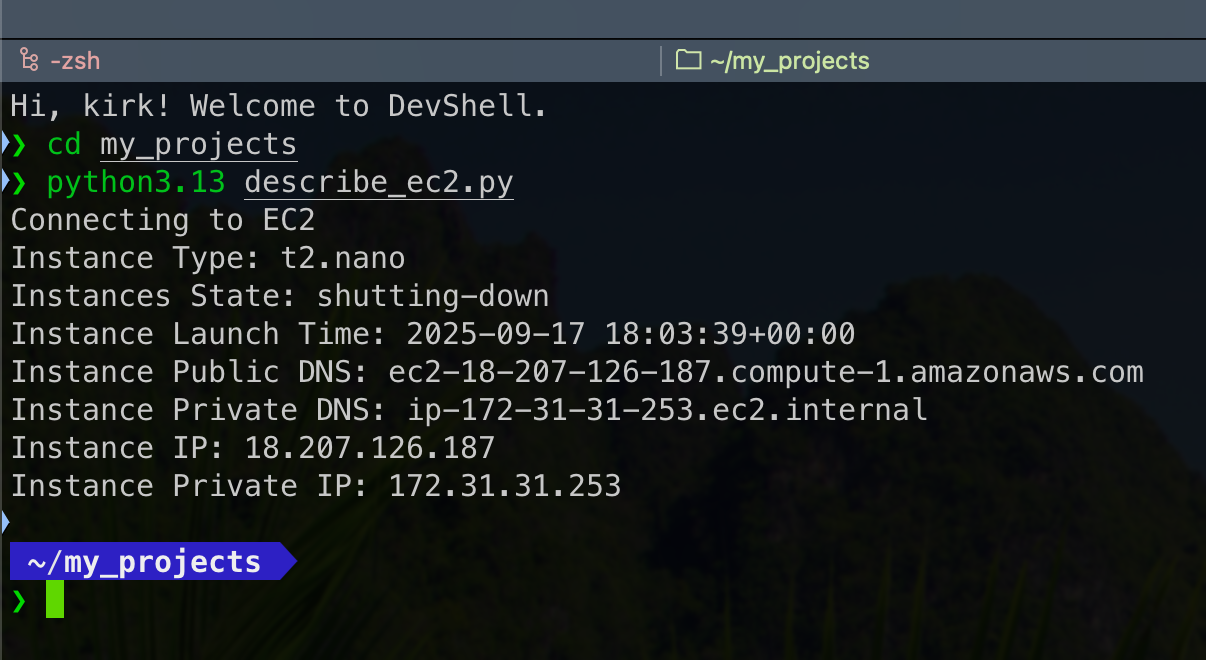 -zsh
~/my_projects
Hi, kirk! Welcome to DevShell.
❯ cd my_projects
❯ python3.13 describe_ec2.py
Connecting to EC2
Instance Type: t2.nano
Instances State: shutting-down
Instance Launch Time: 2025-09-17 18:03:39+00:00
Instance Public DNS: ec2-18-207-126-187.compute-1.amazonaws.com
Instance Private DNS: ip-172-31-31-253.ec2.internal
Instance IP: 18.207.126.187
Instance Private IP: 172.31.31.253
~/my_projects
❯